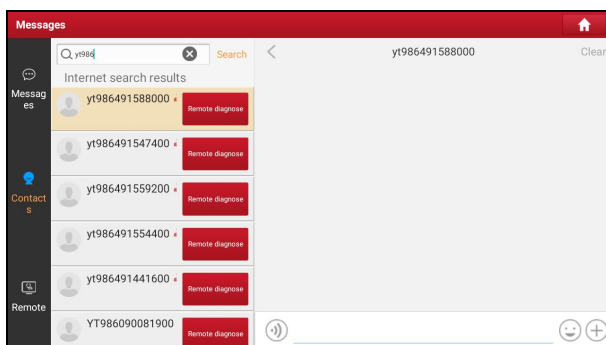 Messages
yt986
Search
yt986491588000
Clear
Internet search results
Messag
es
yt986491588000
Remote diagnose
yt986491547400
Remote diagnose
Contact
s
yt986491559200
Remote diagnose
yt986491554400
Remote diagnose
yt986491441600
Remote diagnose
Remote
YT986090081900
Remote diagnose